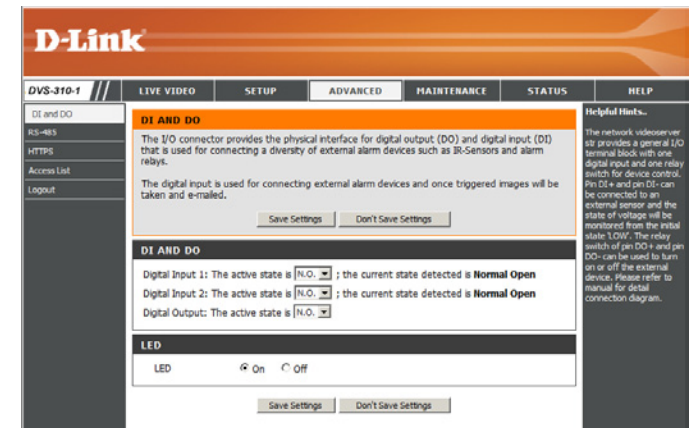 D-Link
DVS-310-1 // LIVE VIDEO SETUP ADVANCED MAINTENANCE STATUS HELP
DI and DO
RS-485
HTTPS
Access List
Logout
DI AND DO
The I/O connector provides the physical interface for digital output (DO) and digital input (DI)
that is used for connecting a diversity of external alarm devices such as IR-Sensors and alarm
relays.
The digital input is used for connecting external alarm devices and once triggered images will be
taken and e-mailed.
Save Settings Don't Save Settings
DI AND DO
Digital Input 1: The active state is N.O. ; the current state detected is Normal Open
Digital Input 2: The active state is N.O. ; the current state detected is Normal Open
Digital Output: The active state is N.O.
LED
LED On Off
Save Settings Don't Save Settings
Helpful Hints..
The network videoserver
str provides a general I/O
terminal block with one
digital input and one relay
switch for device control.
Pin DI+ and pin DI- can
be connected to an
external sensor and the
state of voltage will be
monitored from the initial
state 'LOW'. The relay
switch of pin DO+ and pin
DO- can be used to turn
on or off the external
device. Please refer to
manual for detail
connection diagram.